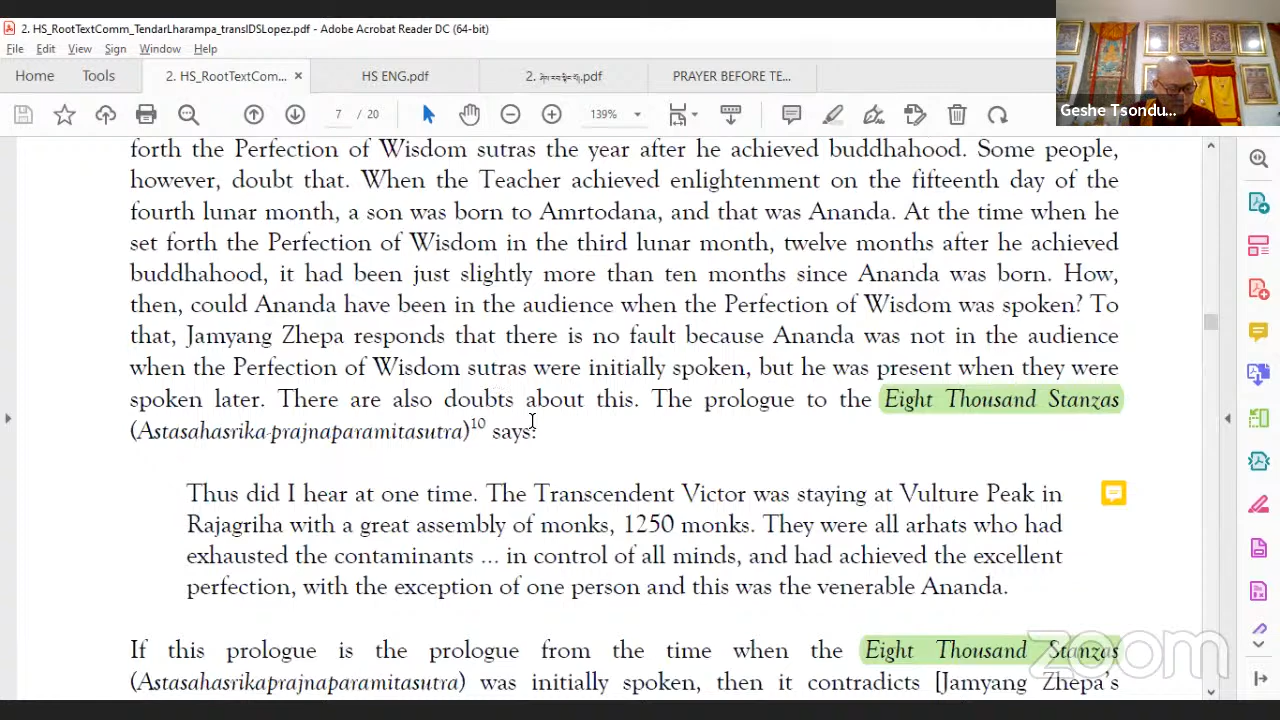 2. HS_RootTextComm_TendarLharampa_transIDSLopez.pdf - Adobe Acrobat Reader DC (64-bit)
File Edit View Sign Window Help
Home Tools 2. HS_RootTextCom... × HS ENG.pdf PRAYER BEFORE TE...
7 / 20 139%
Geshe Tsondu...
forth the Perfection of Wisdom sutras the year after he achieved buddhahood. Some people,
however, doubt that. When the Teacher achieved enlightenment on the fifteenth day of the
fourth lunar month, a son was born to Amrtodana, and that was Ananda. At the time when he
set forth the Perfection of Wisdom in the third lunar month, twelve months after he achieved
buddhahood, it had been just slightly more than ten months since Ananda was born. How,
then, could Ananda have been in the audience when the Perfection of Wisdom was spoken? To
that, Jamyang Zhepa responds that there is no fault because Ananda was not in the audience
when the Perfection of Wisdom sutras were initially spoken, but he was present when they were
spoken later. There are also doubts about this. The prologue to the Eight Thousand Stanzas
(Astasahasrika-prajnaparamitasutra)10 says:
Thus did I hear at one time. The Transcendent Victor was staying at Vulture Peak in
Rajagriha with a great assembly of monks, 1250 monks. They were all arhats who had
exhausted the contaminants ... in control of all minds, and had achieved the excellent
perfection, with the exception of one person and this was the venerable Ananda.
If this prologue is the prologue from the time when the Eight Thousand Stanzas
(Astasahasrikaprajnaparamitasutra) was initially spoken, then it contradicts [Jamyang Zhepa's
zoom